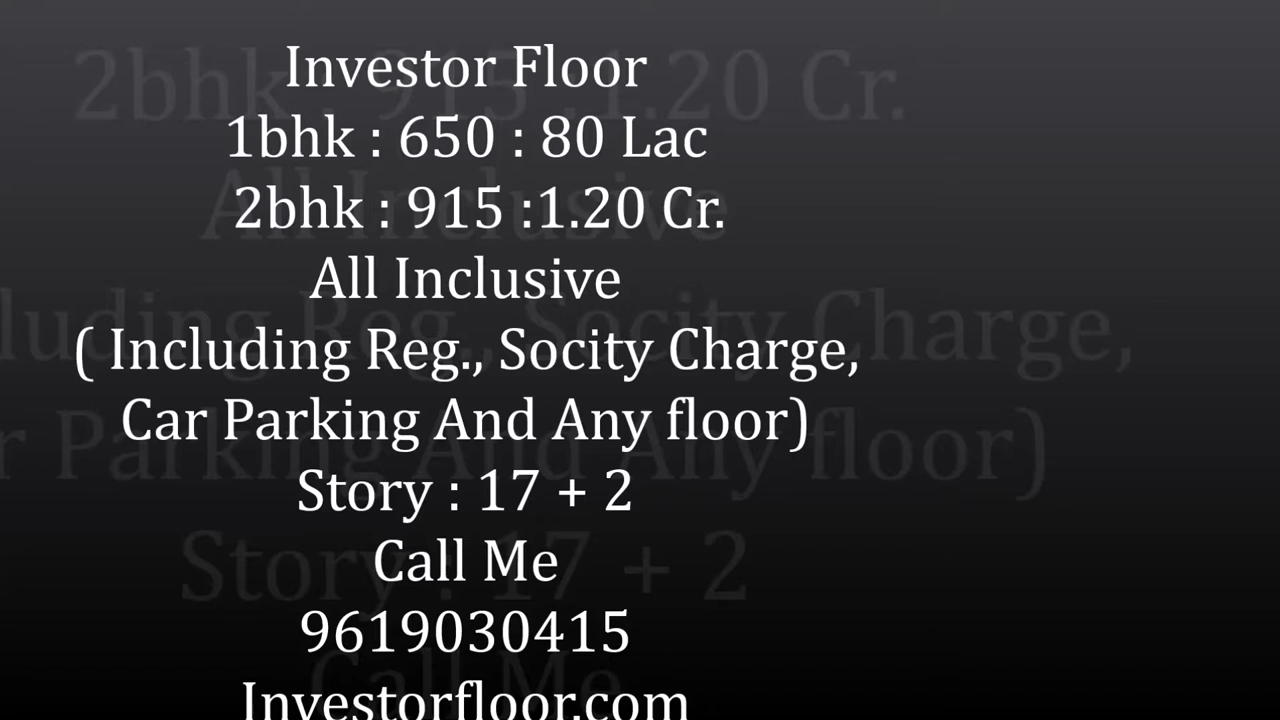 Investor Floor
1bhk : 650 : 80 Lac
2bhk : 915 :1.20 Cr.
All Inclusive
( Including Reg., Socity Charge,
Car Parking And Any floor)
Story : 17 + 2
Call Me
9619030415
Investorfloor.com